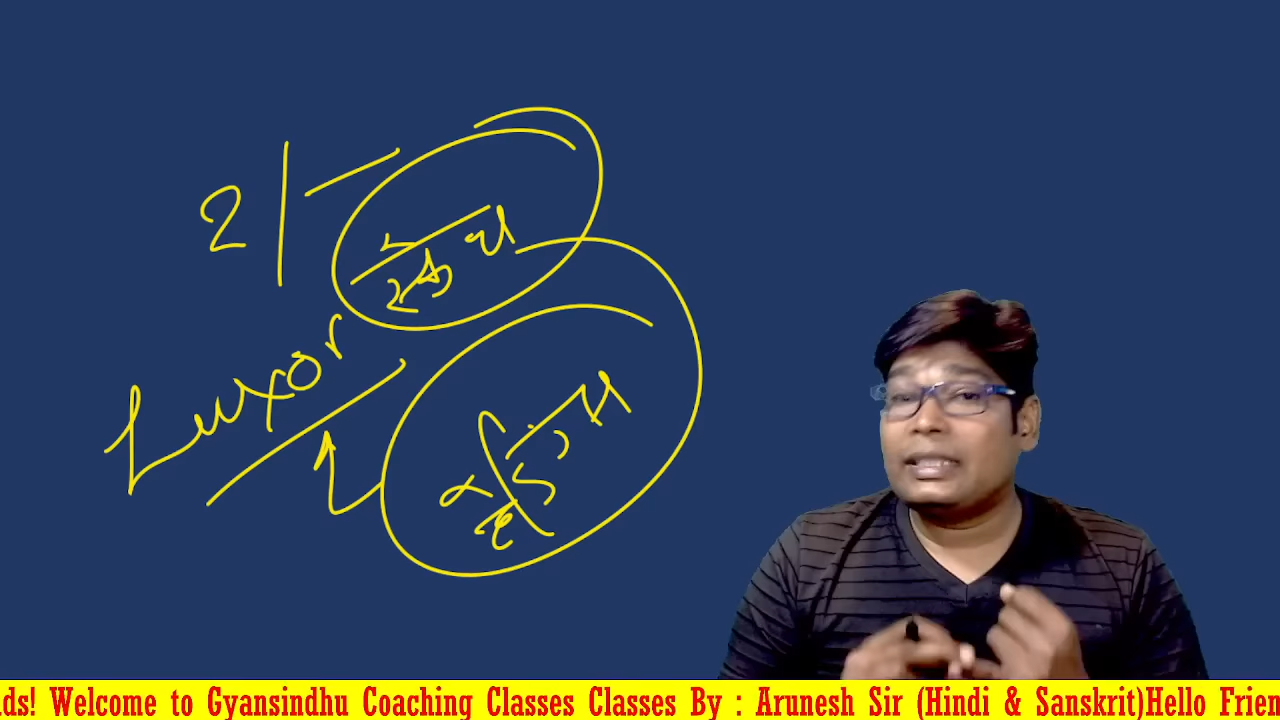 2
Luxor
ds! Welcome to Gyansindhu Coaching Classes Classes By : Arunesh Sir (Hindi & Sanskrit)Hello Frien